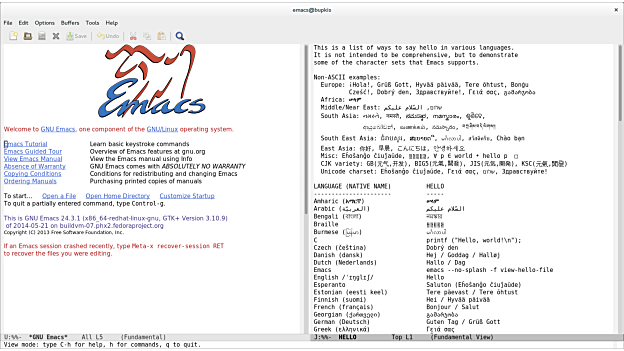 emacs@bupkis
File Edit Options Buffers Tools Help
Save Undo
Emacs
Welcome to GNU Emacs, one component of the GNU/Linux operating system.
Emacs Tutorial Learn basic keystroke commands
Emacs Guided Tour Overview of Emacs features at gnu.org
View Emacs Manual View the Emacs manual using Info
Absence of Warranty GNU Emacs comes with ABSOLUTELY NO WARRANTY
Copying Conditions Conditions for redistributing and changing Emacs
Ordering Manuals Purchasing printed copies of manuals
To start... Open a File Open Home Directory Customize Startup
To quit a partially entered command, type Control-g.
This is GNU Emacs 24.3.1 (x86_64-redhat-linux-gnu, GTK+ Version 3.10.9)
of 2014-05-21 on buildvm-07.phx2.fedoraproject.org
Copyright (C) 2013 Free Software Foundation, Inc.
If an Emacs session crashed recently, type Meta-x recover-session RET
to recover the files you were editing.
U:%%- *GNU Emacs* All L5 (Fundamental)
View mode: type C-h for help, h for commands, q to quit.
This is a list of ways to say hello in various languages.
It is not intended to be comprehensive, but to demonstrate
some of the character sets that Emacs supports.
Non-ASCII examples:
Europe: ¡Hola!, Grüß Gott, Hyvää päivää, Tere õhtust, Bonġu
Cześć!, Dobrý den, Здравствуйте!, Γειά σας, გამარჯობა
Africa: ሠላም
Middle/Near East: שלום, السّلام عليكم
South Asia: नमस्ते,
South East Asia: Chào bạn
East Asia: 你好, 早晨, こんにちは, 안녕하세요
Misc: Eĥoŝanĝo ĉiuĵaŭde, ∀ p ∈ world • hello p □
CJK variety: GB(元气,开发), BIG5(元氣,開發), JIS(元気,開発), KSC(元氣,開發)
Unicode charset: Eĥoŝanĝo ĉiuĵaŭde, Γειά σας, שלום, Здравствуйте!
LANGUAGE (NATIVE NAME) HELLO
Amharic (አማርኛ) ሠላም
Arabic (العربيّة) السّلام عليكم
Bengali (বাংলা) নমস্কার
Braille
Burmese (မြန်မာ)
C printf ("Hello, world!\n");
Czech (čeština) Dobrý den
Danish (dansk) Hej / Goddag / Halløj
Dutch (Nederlands) Hallo / Dag
Emacs emacs --no-splash -f view-hello-file
English /ˈɪŋɡlɪʃ/ Hello
Esperanto Saluton (Eĥoŝanĝo ĉiuĵaŭde)
Estonian (eesti keel) Tere päevast / Tere õhtust
Finnish (suomi) Hei / Hyvää päivää
French (français) Bonjour / Salut
Georgian (ქართველი) გამარჯობა
German (Deutsch) Guten Tag / Grüß Gott
Greek (ελληνικά) Γειά σας
J:%%- HELLO Top L1 (Fundamental View)